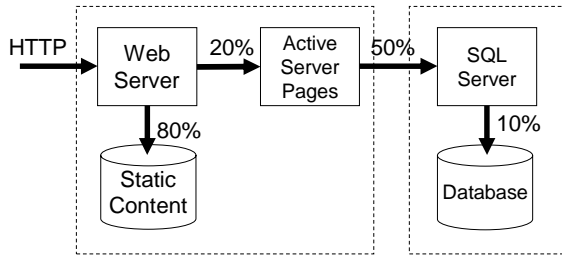 HTTP
Web
Server
20%
Active
Server
Pages
50%
SQL
Server
80%
10%
Static
Content
Database